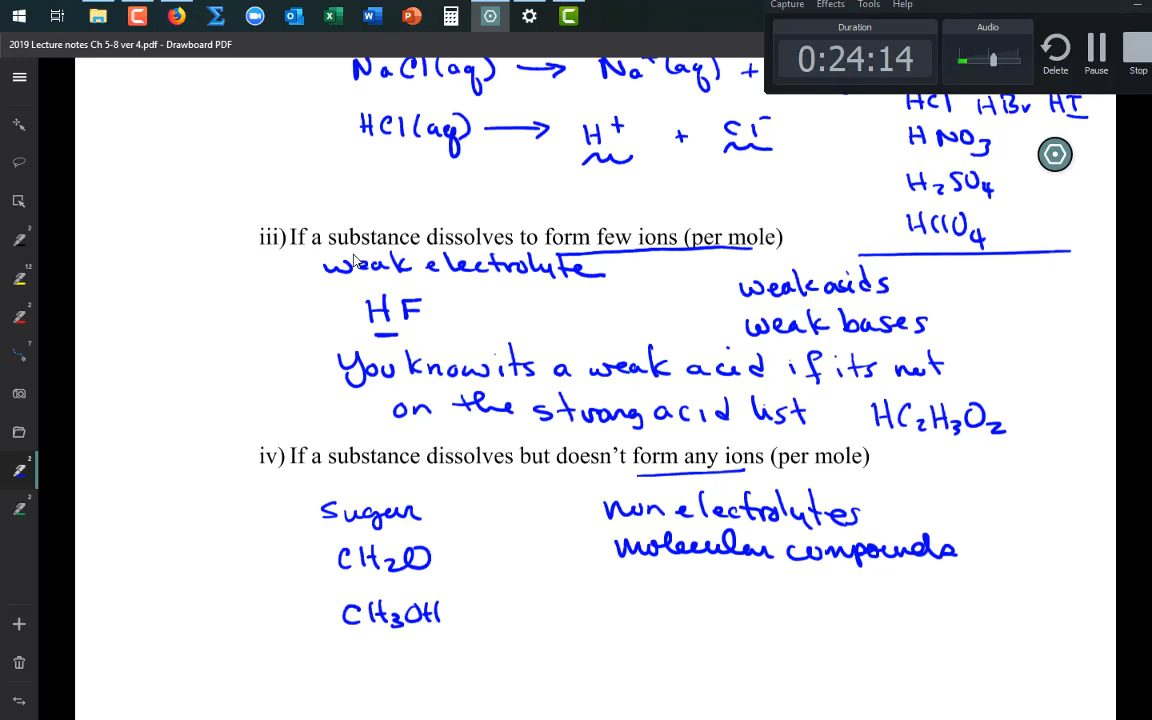 Capture Effects Tools Help
2019 Lecture notes Ch 5-8 ver 4.pdf - Drawboard PDF
Duration
Audio
0:24:14
Delete Pause Stop
NaCl(aq) → Na+(aq) +
HCl HBr HI
HCl(aq) → H+ + Cl-
HNO3
H2SO4
HClO4
iii) If a substance dissolves to form few ions (per mole)
weak electrolyte
weak acids
HF
weak bases
You know its a weak acid if its not
on the strong acid list HC2H3O2
iv) If a substance dissolves but doesn't form any ions (per mole)
sugar non electrolytes
CH2O molecular compounds
CH3OH